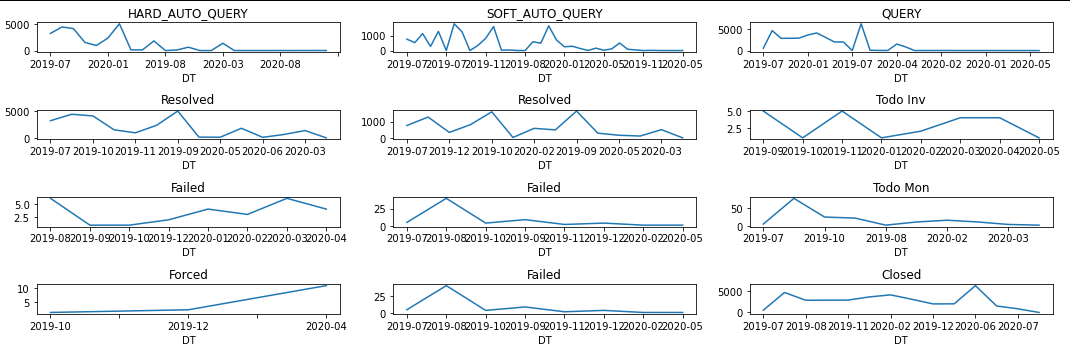 HARD_AUTO_QUERY SOFT_AUTO_QUERY QUERY
5000 0 1000 0 5000 0
2019-07 2020-01 2019-08 2020-03 2020-08 2019-07 2019-07 2019-11 2019-08 2020-01 2020-05 2019-11 2020-05 2019-07 2020-01 2019-07 2020-04 2020-02 2020-01 2020-05
DT DT DT
Resolved Resolved Todo Inv
5000 0 1000 0 5.0 2.5
2019-07 2019-10 2019-11 2019-09 2020-05 2020-06 2020-03 2019-07 2019-12 2019-10 2020-02 2019-09 2020-05 2020-03 2019-09 2019-10 2019-11 2020-01 2020-02 2020-03 2020-04 2020-05
DT DT DT
Failed Failed Todo Mon
5.0 2.5 25 0 50 0
2019-08 2019-09 2019-10 2019-12 2020-01 2020-02 2020-03 2020-04 2019-07 2019-08 2019-10 2019-09 2019-11 2019-12 2020-02 2020-05 2019-07 2019-10 2019-08 2020-02 2020-03
DT DT DT
Forced Failed Closed
10 5 25 0 5000 0
2019-10 2019-12 2020-04 2019-07 2019-08 2019-10 2019-09 2019-11 2019-12 2020-02 2020-05 2019-07 2019-08 2019-11 2020-02 2019-12 2020-06 2020-07
DT DT DT